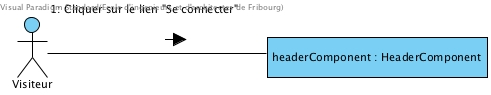 Visual Paradigm
de Fribourg)
1: Cliquer sur le lien "Se connecter"
headerComponent : HeaderComponent
Visiteur